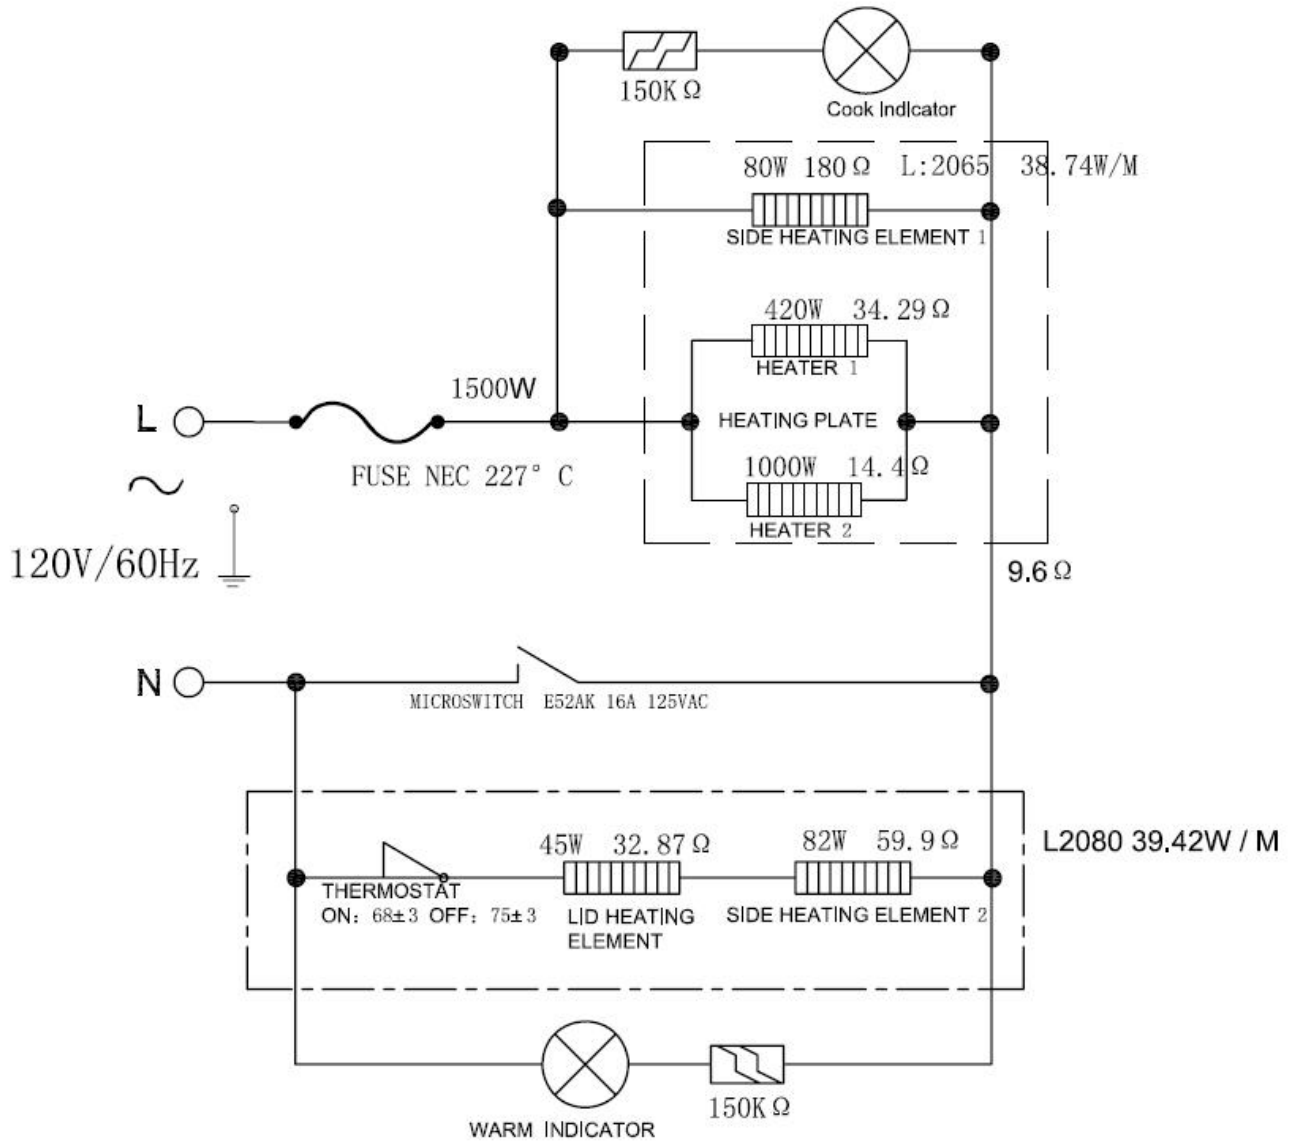 150K Ω
Cook Indicator
80W 180 Ω L:2065 38.74W/M
SIDE HEATING ELEMENT 1
420W 34.29 Ω
HEATER 1
1500W
L
HEATING PLATE
FUSE NEC 227° C
1000W 14.4 Ω
HEATER 2
120V/60Hz
9.6 Ω
N
MICROSWITCH E52AK 16A 125VAC
45W 32.87 Ω
82W 59.9 Ω
L2080 39.42W / M
THERMOSTAT
ON: 68±3 OFF: 75±3
LID HEATING
ELEMENT
SIDE HEATING ELEMENT 2
150K Ω
WARM INDICATOR